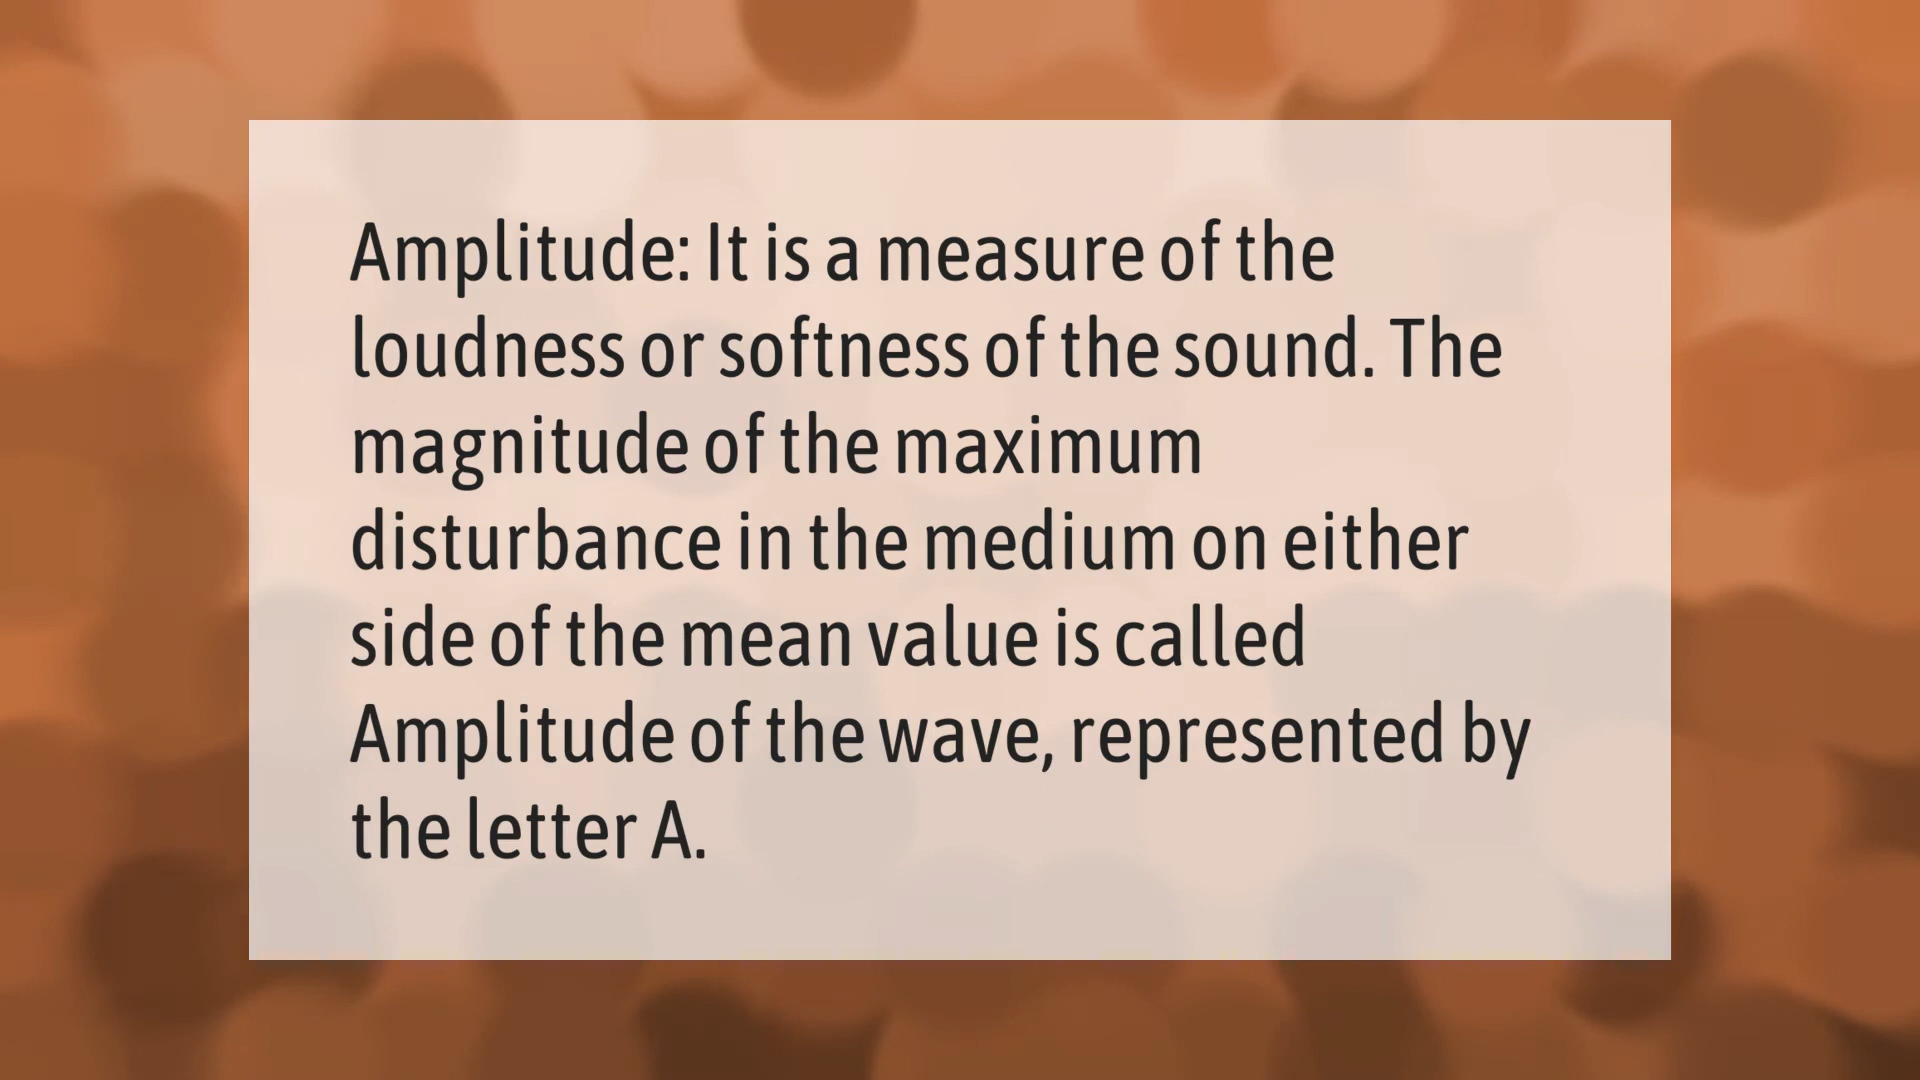 Amplitude: It is a measure of the
loudness or softness of the sound. The
magnitude of the maximum
disturbance in the medium on either
side of the mean value is called
Amplitude of the wave, represented by
the letter A.